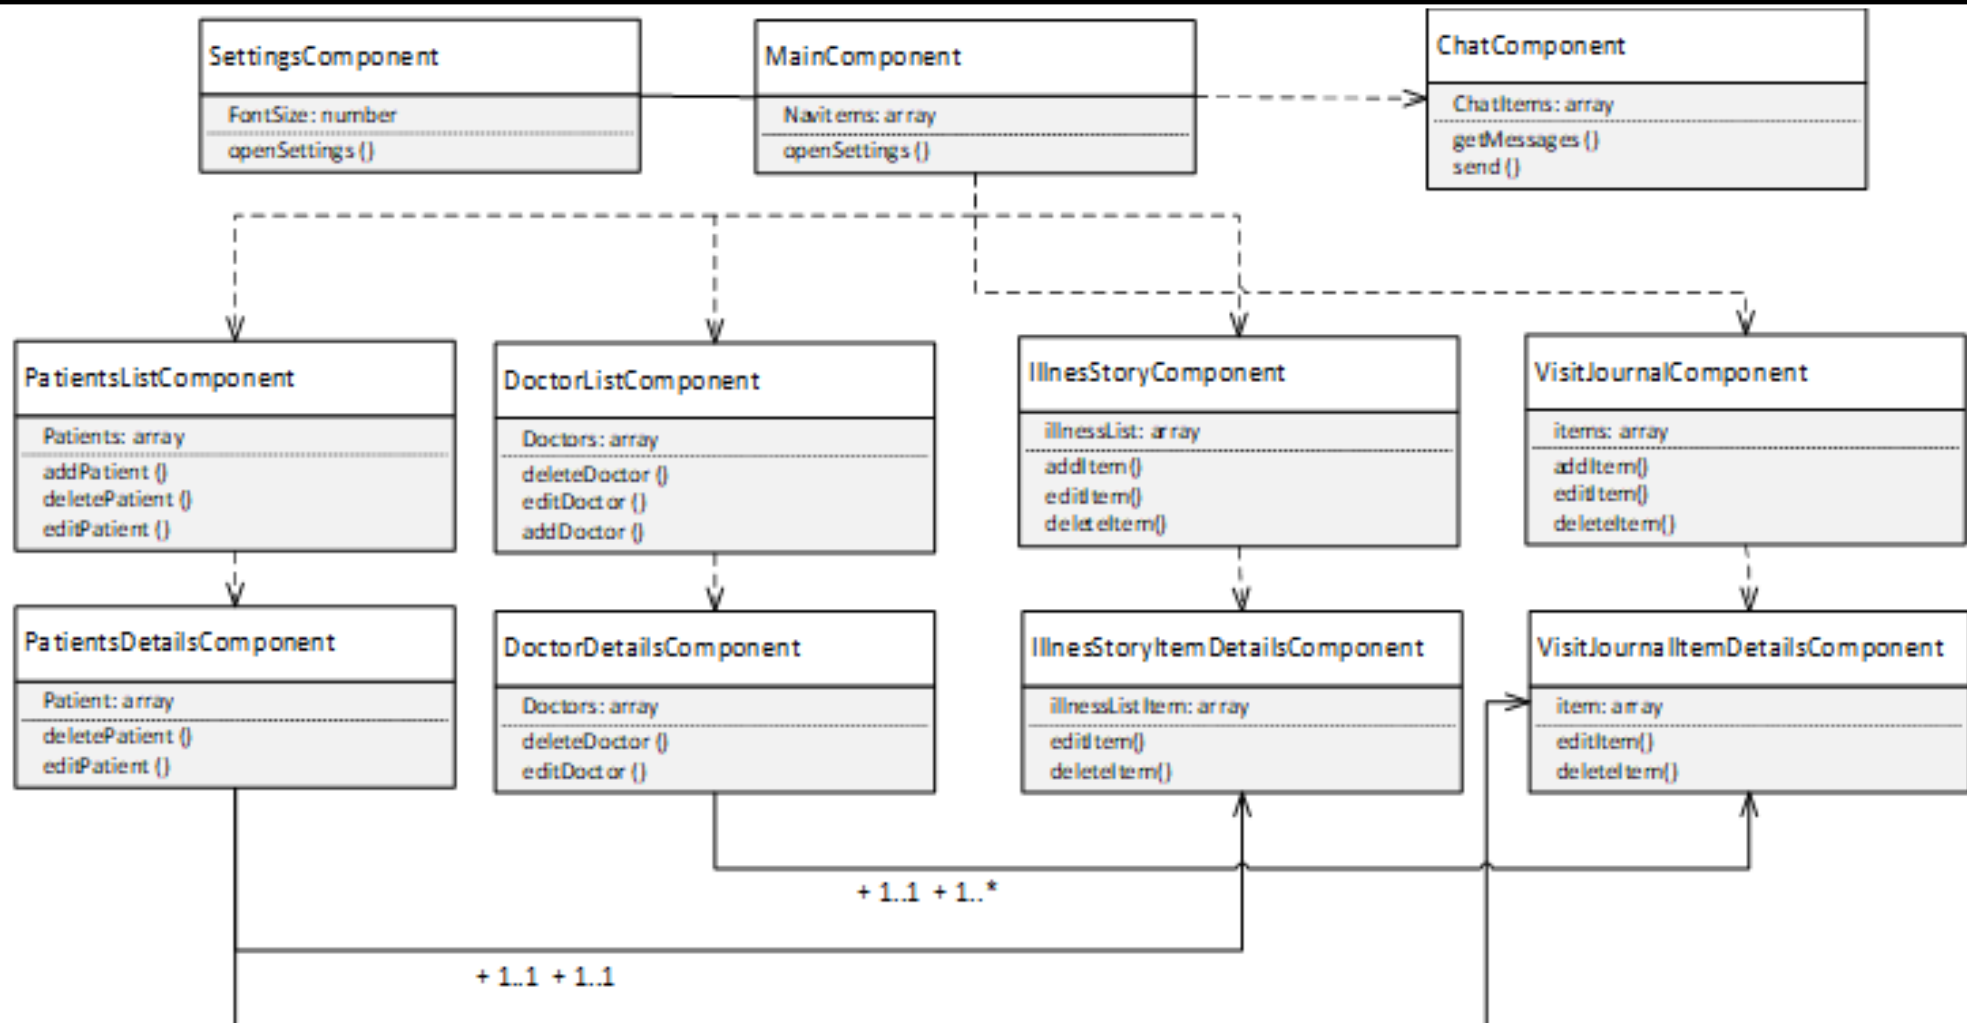 SettingsComponent
FontSize: number
openSettings()
MainComponent
Navitems: array
openSettings()
ChatComponent
ChatItems: array
getMessages()
send()
PatientsListComponent
Patients: array
addPatient()
deletePatient()
editPatient()
DoctorListComponent
Doctors: array
deleteDoctor()
editDoctor()
addDoctor()
IllnesStoryComponent
illnessList: array
addItem()
editItem()
deleteItem()
VisitJournalComponent
items: array
addItem()
editItem()
deleteItem()
PatientsDetailsComponent
Patient: array
deletePatient()
editPatient()
DoctorDetailsComponent
Doctors: array
deleteDoctor()
editDoctor()
IllnesStoryItemDetailsComponent
illnessListItem: array
editItem()
deleteItem()
VisitJournalItemDetailsComponent
item: array
editItem()
deleteItem()
+ 1..1 + 1..*
+ 1..1 + 1..1